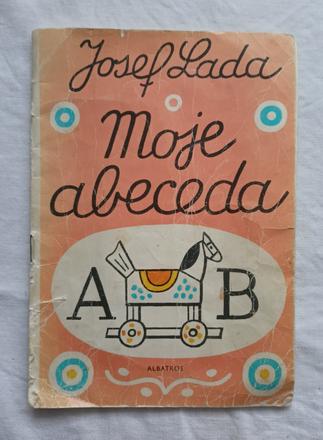 Josef Lada
Moje
abeceda
A B
ALBATROS